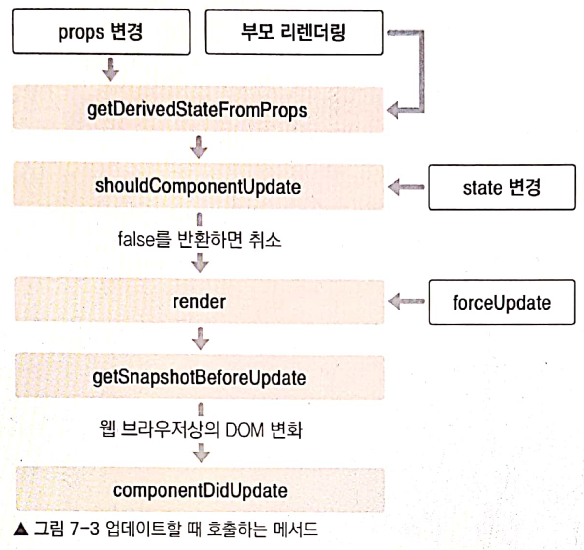 props 변경
부모 리렌더링
getDerivedStateFromProps
shouldComponentUpdate
state 변경
false를 반환하면 취소
render
forceUpdate
getSnapshotBeforeUpdate
웹 브라우저상의 DOM 변화
componentDidUpdate
▲ 그림 7-3 업데이트할 때 호출하는 메서드